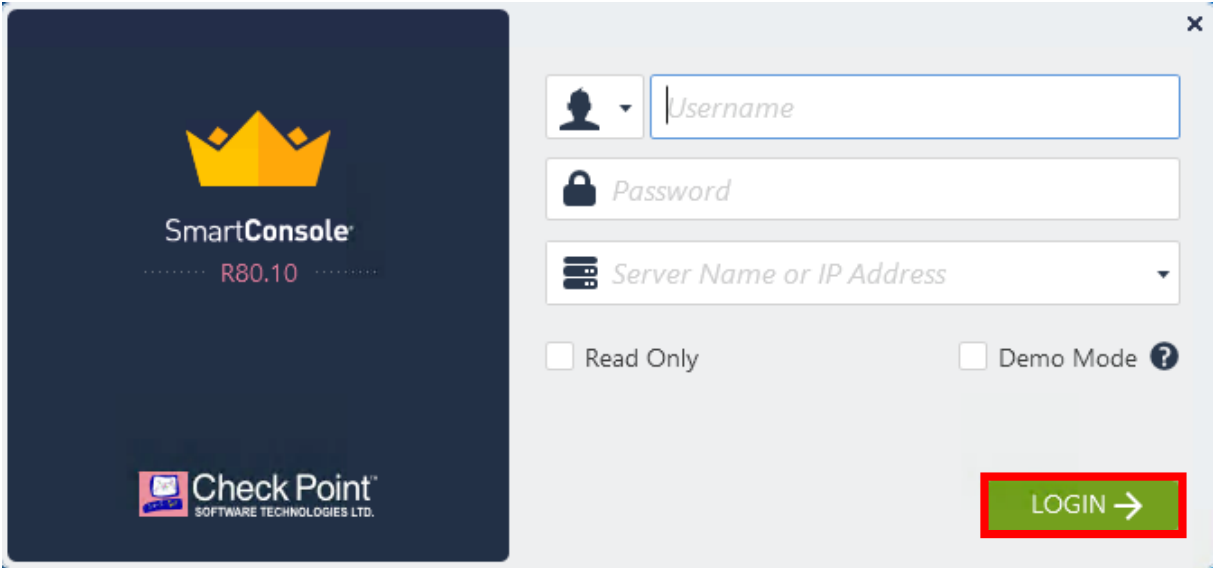 SmartConsole
R80.10
Check Point™
SOFTWARE TECHNOLOGIES LTD.
Username
Password
Server Name or IP Address
Read Only
Demo Mode ?
LOGIN →